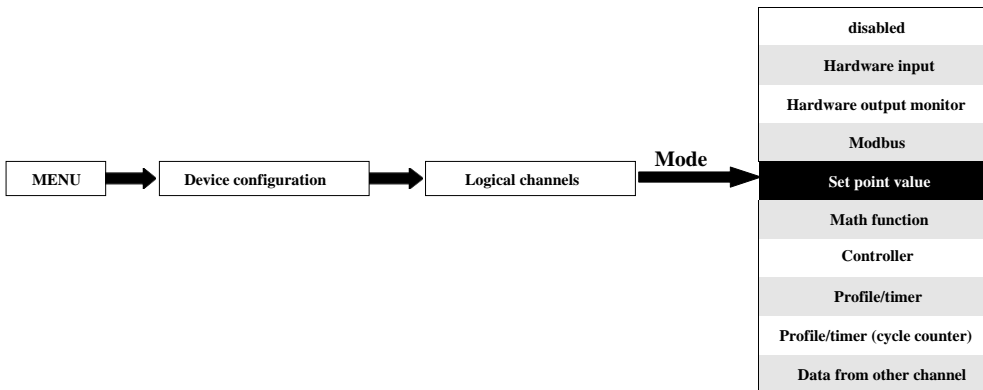 MENU
Device configuration
Logical channels
Mode
disabled
Hardware input
Hardware output monitor
Modbus
Set point value
Math function
Controller
Profile/timer
Profile/timer (cycle counter)
Data from other channel